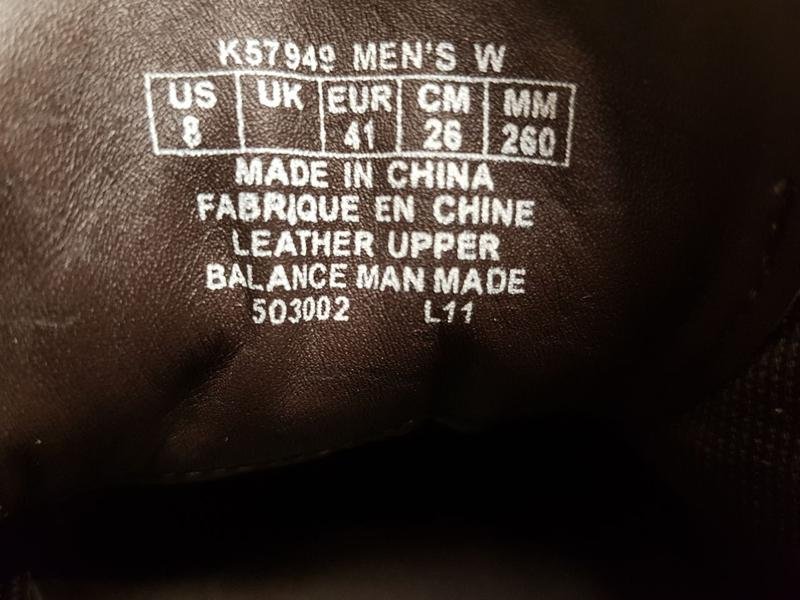 K57949 MEN'S W
US UK EUR CM MM
8 41 26 260
MADE IN CHINA
FABRIQUE EN CHINE
LEATHER UPPER
BALANCE MAN MADE
503002 L11